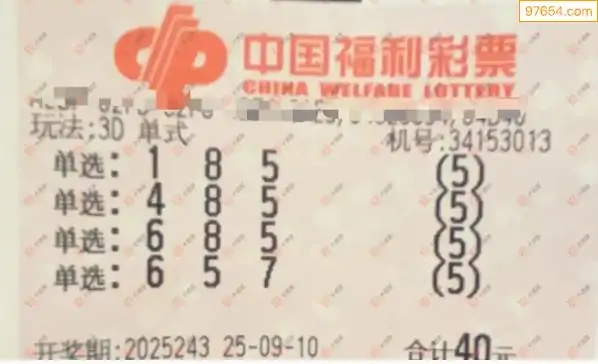 97654.com
中国福利彩票
CHINA WELFARE LOTTERY
玩法:3D 单式
机号:34153013
单选: 1 8 5 (5)
单选: 4 8 5 (5)
单选: 6 8 5 (5)
单选: 6 5 7 (5)
开奖期:2025243 25-09-10 合计40元